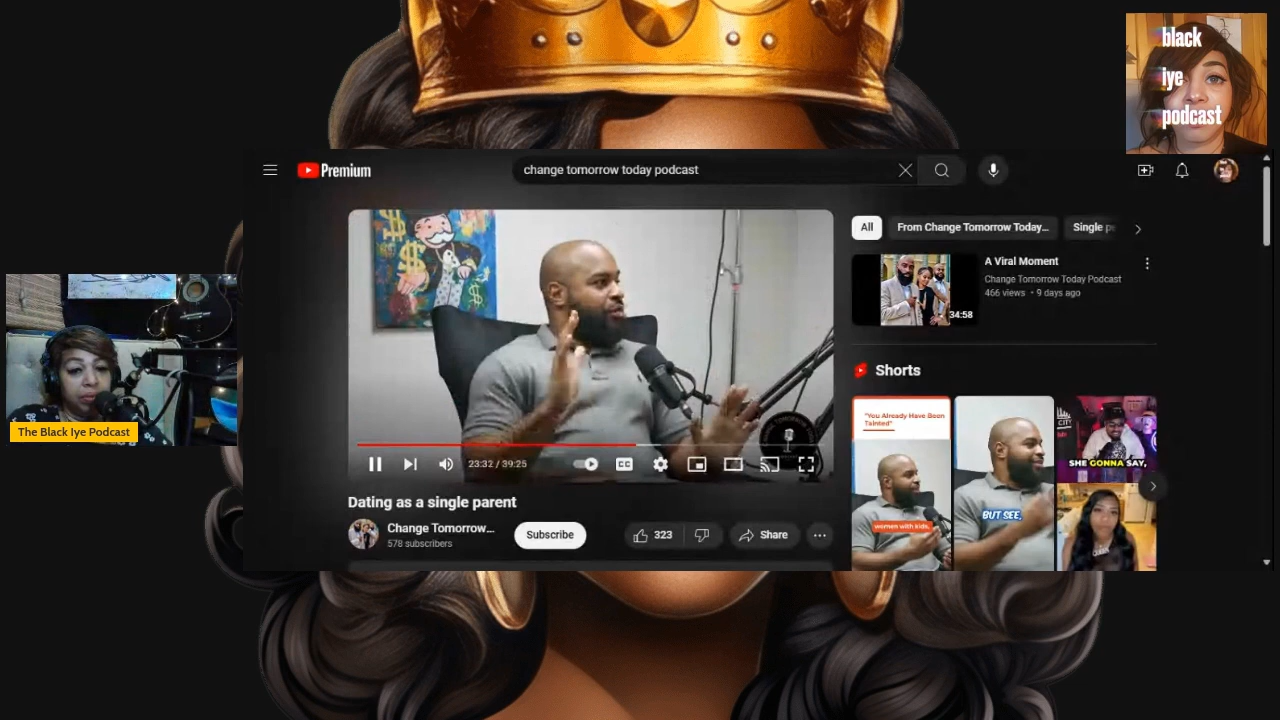 black
iye
podcast
Premium
change tomorrow today podcast
All
From Change Tomorrow Today...
A Viral Moment
Change Tomorrow Today Podcast
466 views • 9 days ago
34:58
$
$
$
The Black Iye Podcast
23:32 / 39:25
CC
Dating as a single parent
Change Tomorrow...
578 subscribers
Subscribe
323
Share
Shorts
"You Already Have Been
Tainted"
women with kids,
BUT SEE,
CITY
SHE GONNA SAY,